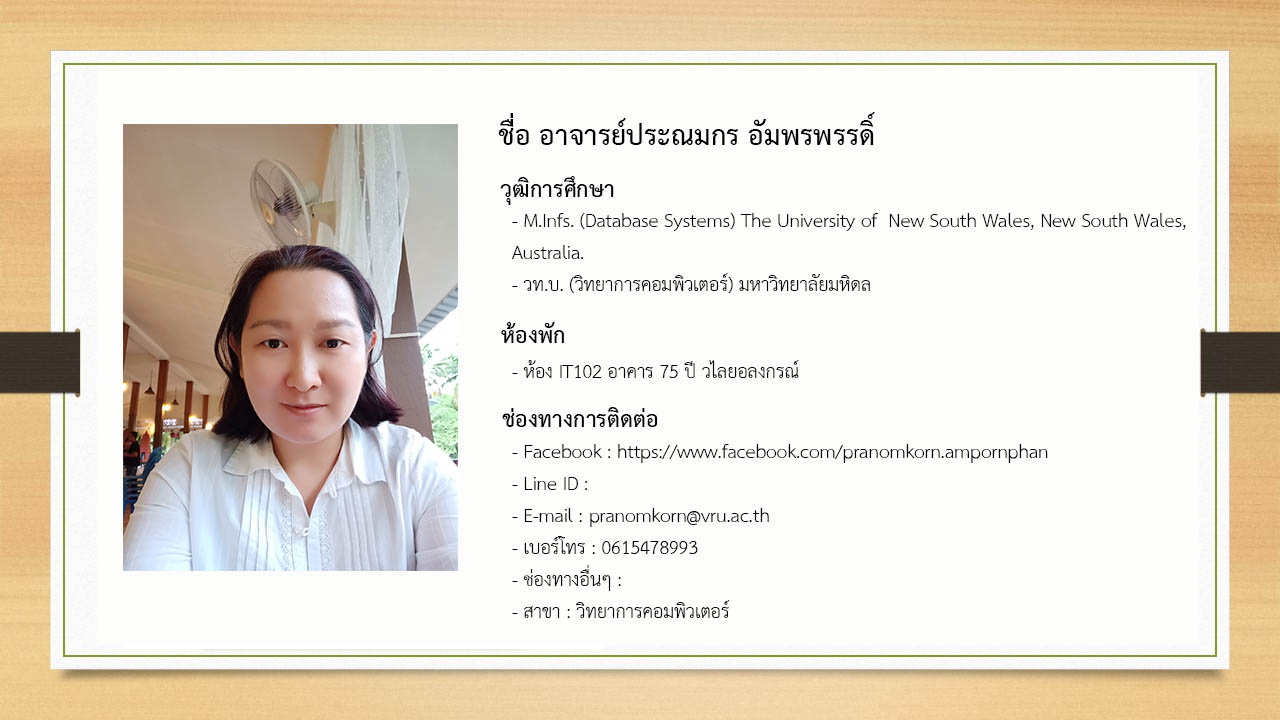 ชื่อ อาจารย์ประณมกร อัมพรพรรดิ์
วุฒิการศึกษา
- M.Infs. (Database Systems) The University of New South Wales, New South Wales,
Australia.
- วท.บ. (วิทยาการคอมพิวเตอร์) มหาวิทยาลัยมหิดล
ห้องพัก
- ห้อง IT102 อาคาร 75 ปี วไลยอลงกรณ์
ช่องทางการติดต่อ
- Facebook : https://www.facebook.com/pranomkorn.ampornphan
- Line ID :
- E-mail : pranomkorn@vru.ac.th
- เบอร์โทร : 0615478993
- ช่องทางอื่นๆ :
- สาขา : วิทยาการคอมพิวเตอร์